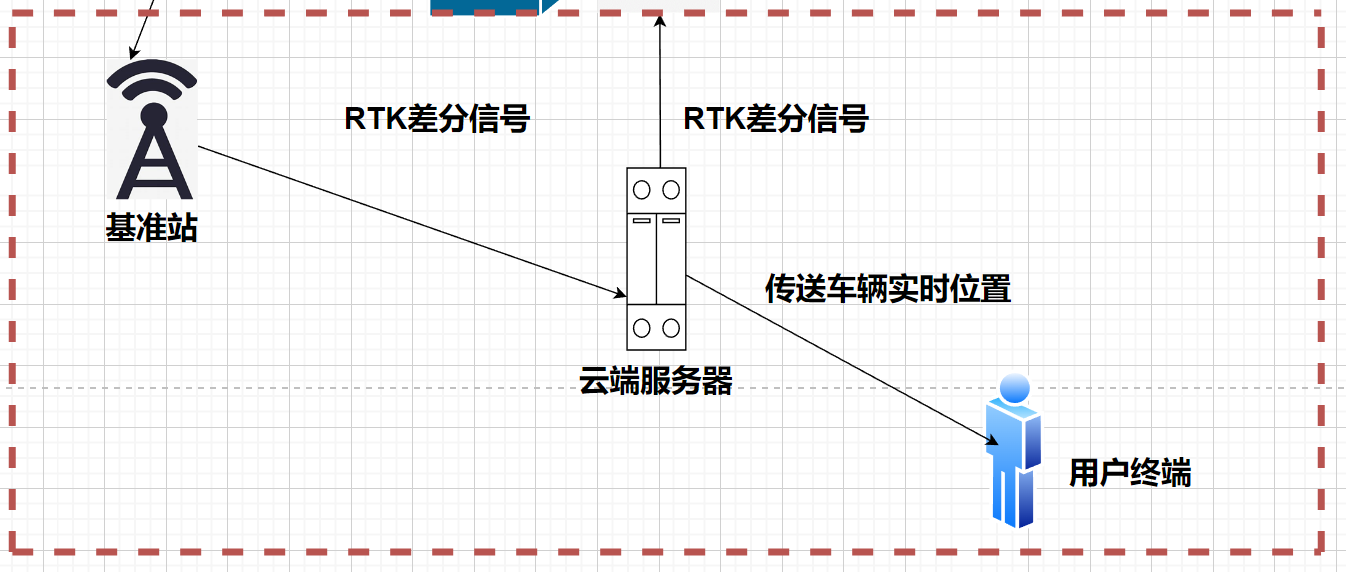 RTK差分信号
RTK差分信号
基准站
传送车辆实时位置
云端服务器
用户终端